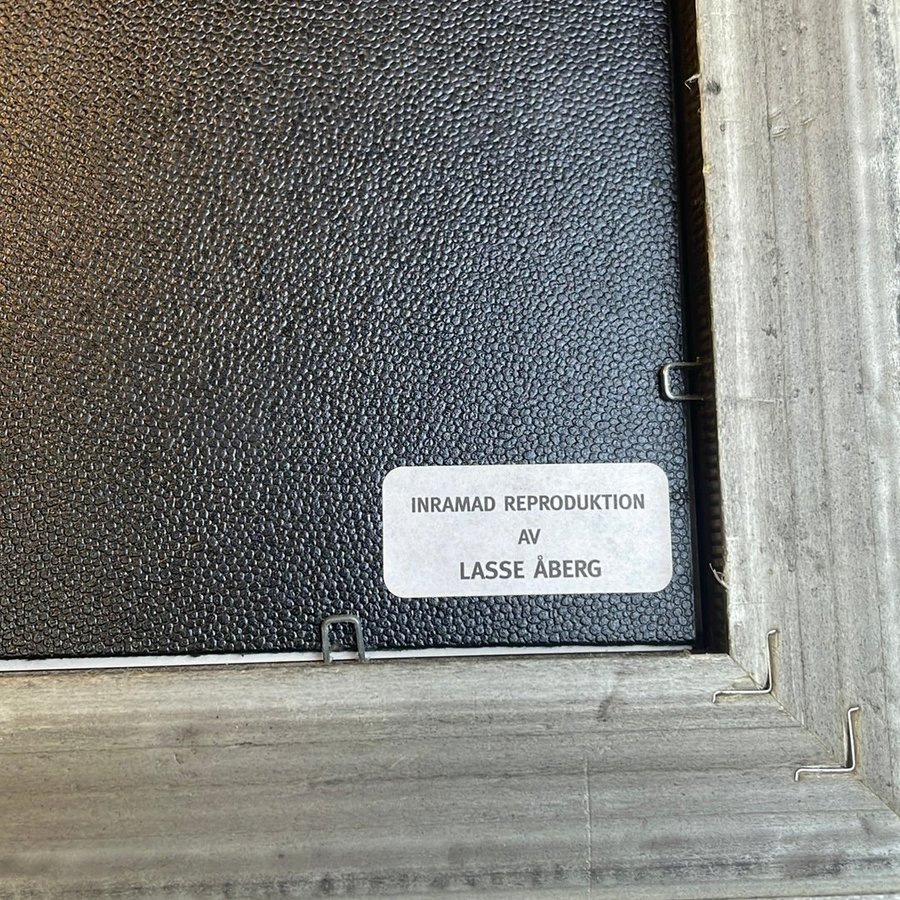 INRAMAD REPRODUKTION
AV
LASSE ÅBERG